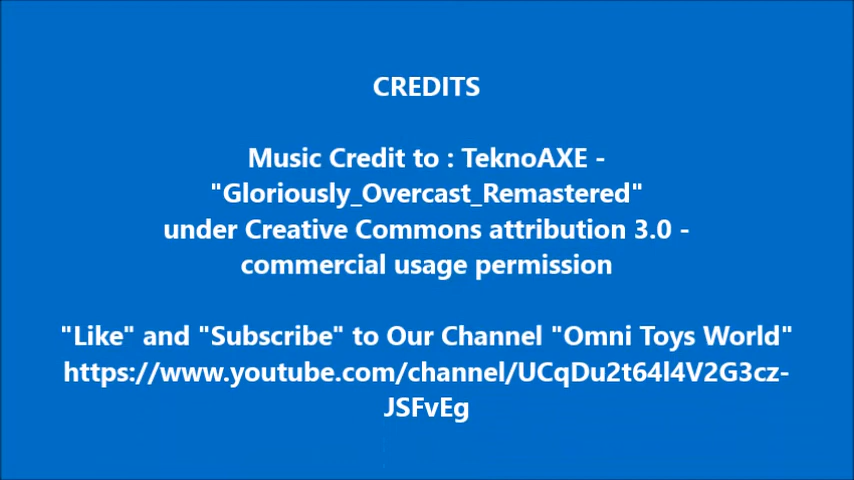 CREDITS
Music Credit to : TeknoAXE -
"Gloriously_Overcast_Remastered"
under Creative Commons attribution 3.0 -
commercial usage permission
"Like" and "Subscribe" to Our Channel "Omni Toys World"
https://www.youtube.com/channel/UCqDu2t64l4V2G3cz-
JSFvEg